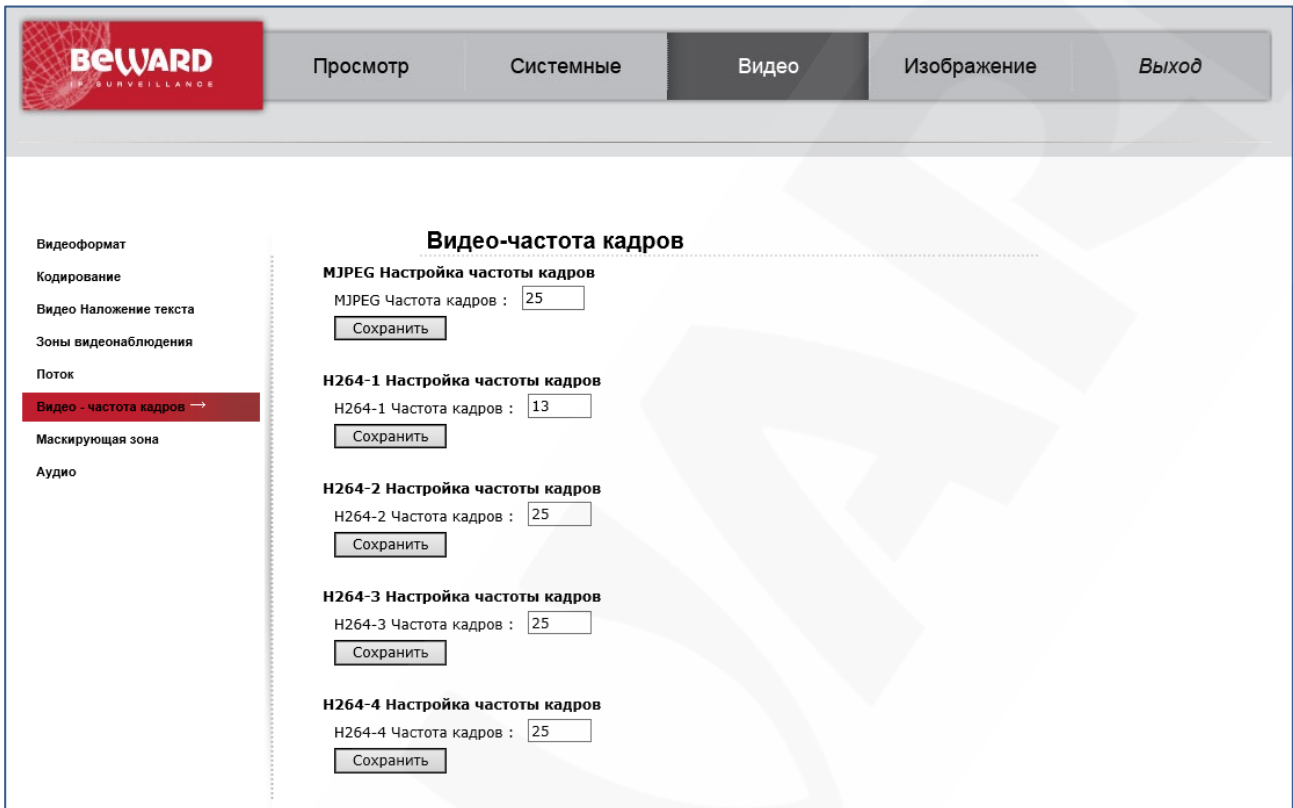 BEWARD
IP SURVEILLANCE
Просмотр
Системные
Видео
Изображение
Выход
Видеоформат
Кодирование
Видео Наложение текста
Зоны видеонаблюдения
Поток
Видео - частота кадров →
Маскирующая зона
Аудио
Видео-частота кадров
MJPEG Настройка частоты кадров
MJPEG Частота кадров : 25
Сохранить
H264-1 Настройка частоты кадров
H264-1 Частота кадров : 13
Сохранить
H264-2 Настройка частоты кадров
H264-2 Частота кадров : 25
Сохранить
H264-3 Настройка частоты кадров
H264-3 Частота кадров : 25
Сохранить
H264-4 Настройка частоты кадров
H264-4 Частота кадров : 25
Сохранить